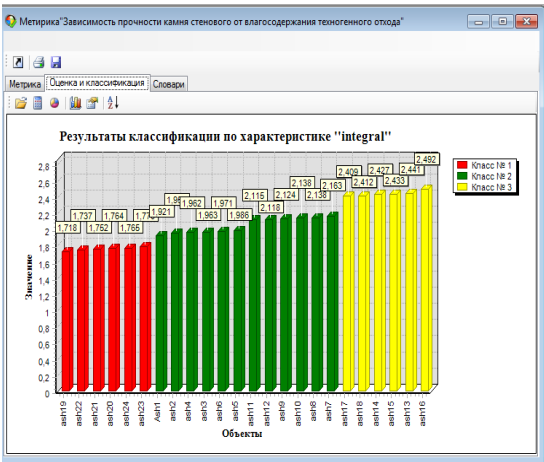 Метирика"Зависимость прочности камня стенового от влагосодержания техногенного отхода"
Метрика Оценка и классификация Словари
Результаты классификации по характеристике "integral"
Класс № 1
Класс № 2
Класс № 3
2,492
2,409 2,427 2,441
2,412 2,433
2,138 2,163
2,115 2,124 2,138
2,118
1,962 1,971
1,921 1,963 1,986
1,737 1,764
1,718 1,752 1,765
2,8
2,6
2,4
2,2
2
1,8
1,6
1,4
1,2
1
0,8
0,6
0,4
0,2
0
Значение
ash19 ash22 ash21 ash20 ash24 ash23 Ash1 ash2 ash4 ash3 ash6 ash5 ash11 ash12 ash9 ash10 ash8 ash7 ash17 ash18 ash14 ash15 ash13 ash16
Объекты